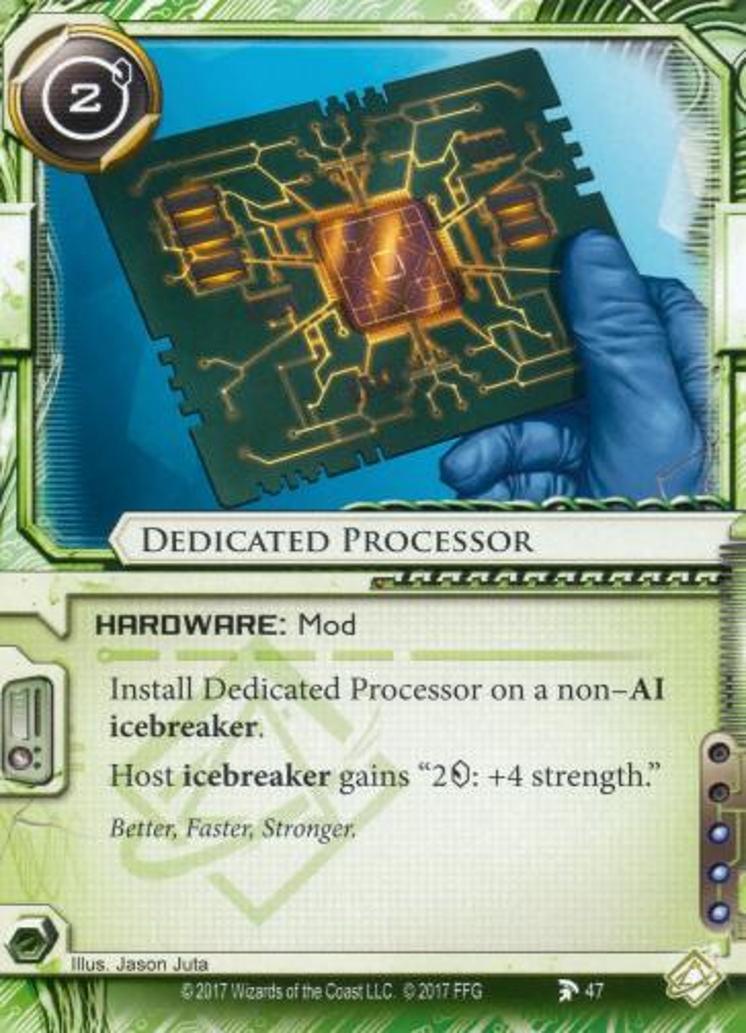 2
DEDICATED PROCESSOR
HARDWARE: Mod
Install Dedicated Processor on a non–AI
icebreaker.
Host icebreaker gains “2: +4 strength.”
Better, Faster, Stronger.
Illus. Jason Juta
© 2017 Wizards of the Coast LLC. © 2017 FFG 47